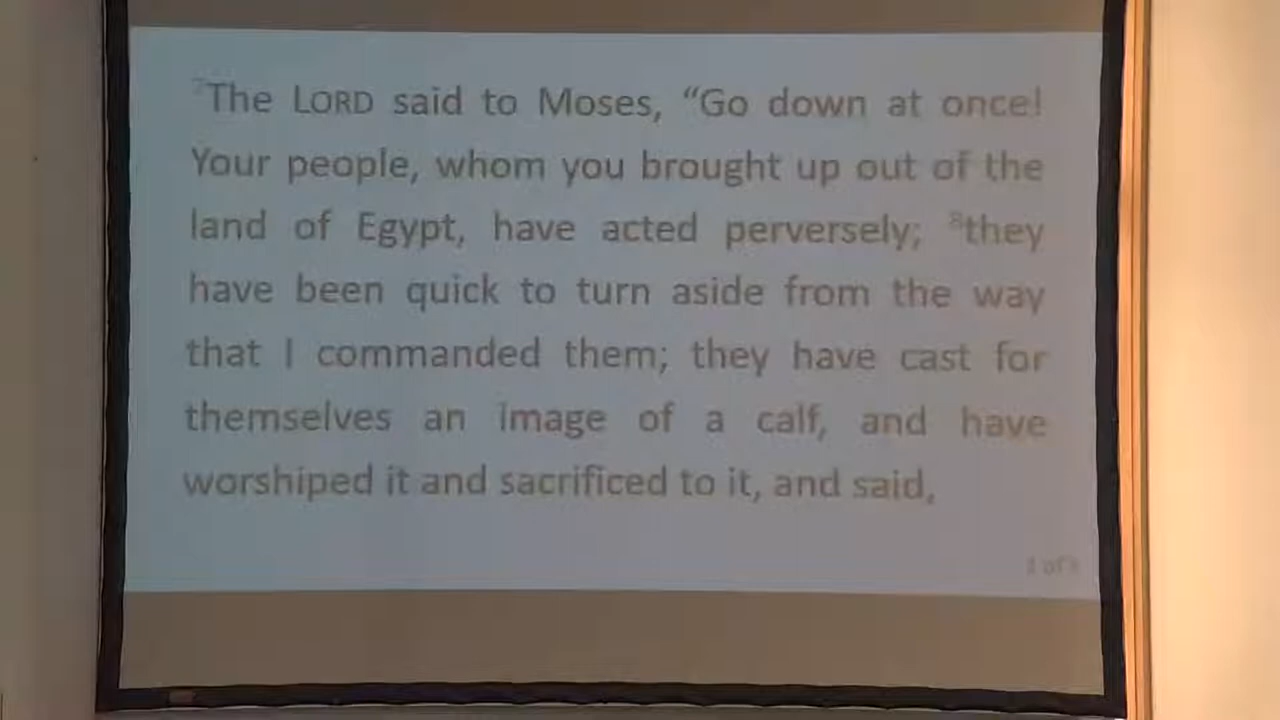 ⁷The LORD said to Moses, “Go down at once!
Your people, whom you brought up out of the
land of Egypt, have acted perversely; ⁸they
have been quick to turn aside from the way
that I commanded them; they have cast for
themselves an image of a calf, and have
worshiped it and sacrificed to it, and said,
1 of